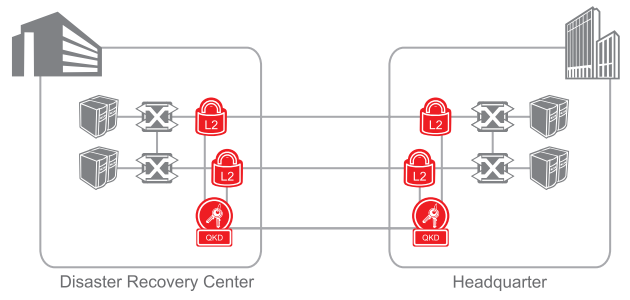 L2 L2
L2 L2
QKD QKD
Disaster Recovery Center Headquarter